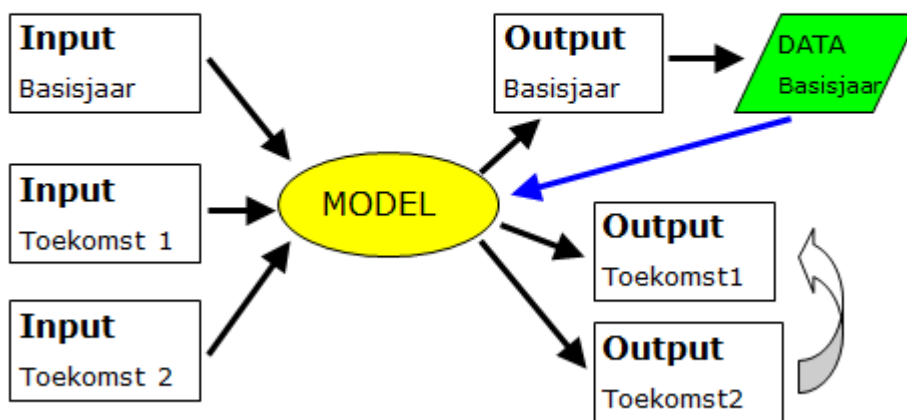 Input
Basisjaar
Output
Basisjaar
DATA
Basisjaar
Input
Toekomst 1
MODEL
Output
Toekomst1
Input
Toekomst 2
Output
Toekomst2